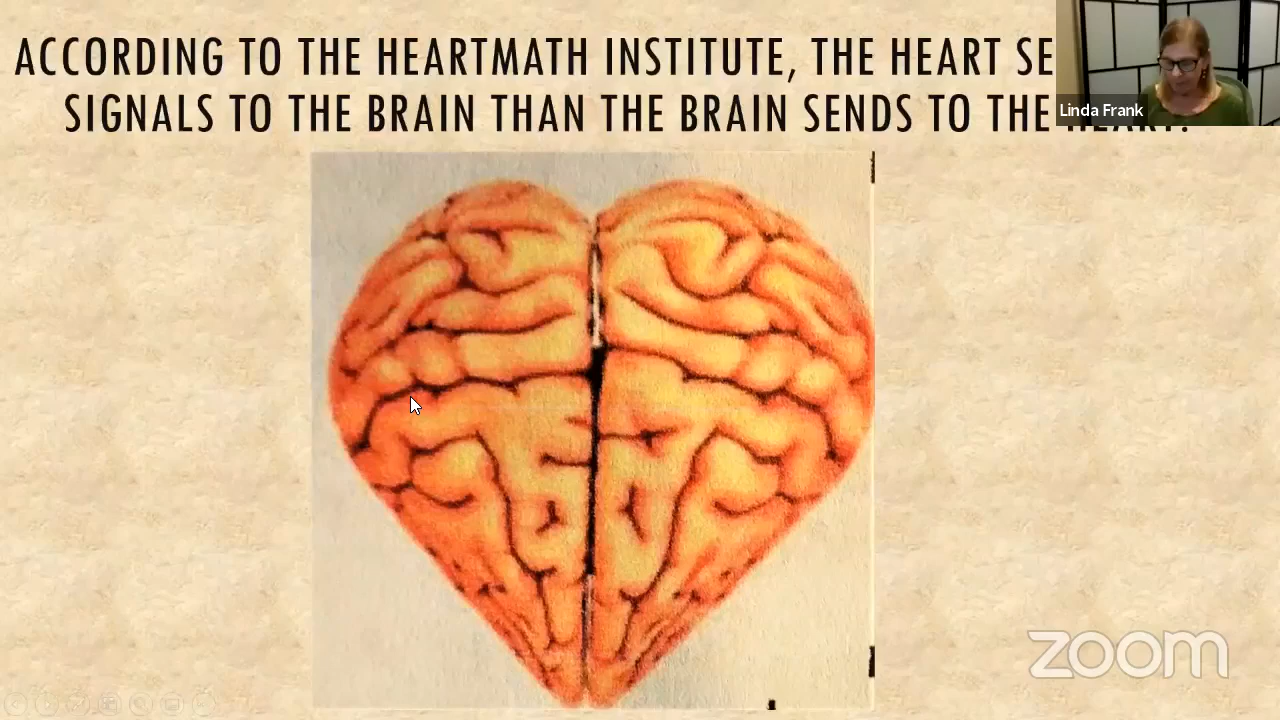 ACCORDING TO THE HEARTMATH INSTITUTE, THE HEART SE
SIGNALS TO THE BRAIN THAN THE BRAIN SENDS TO THE
Linda Frank
zoom